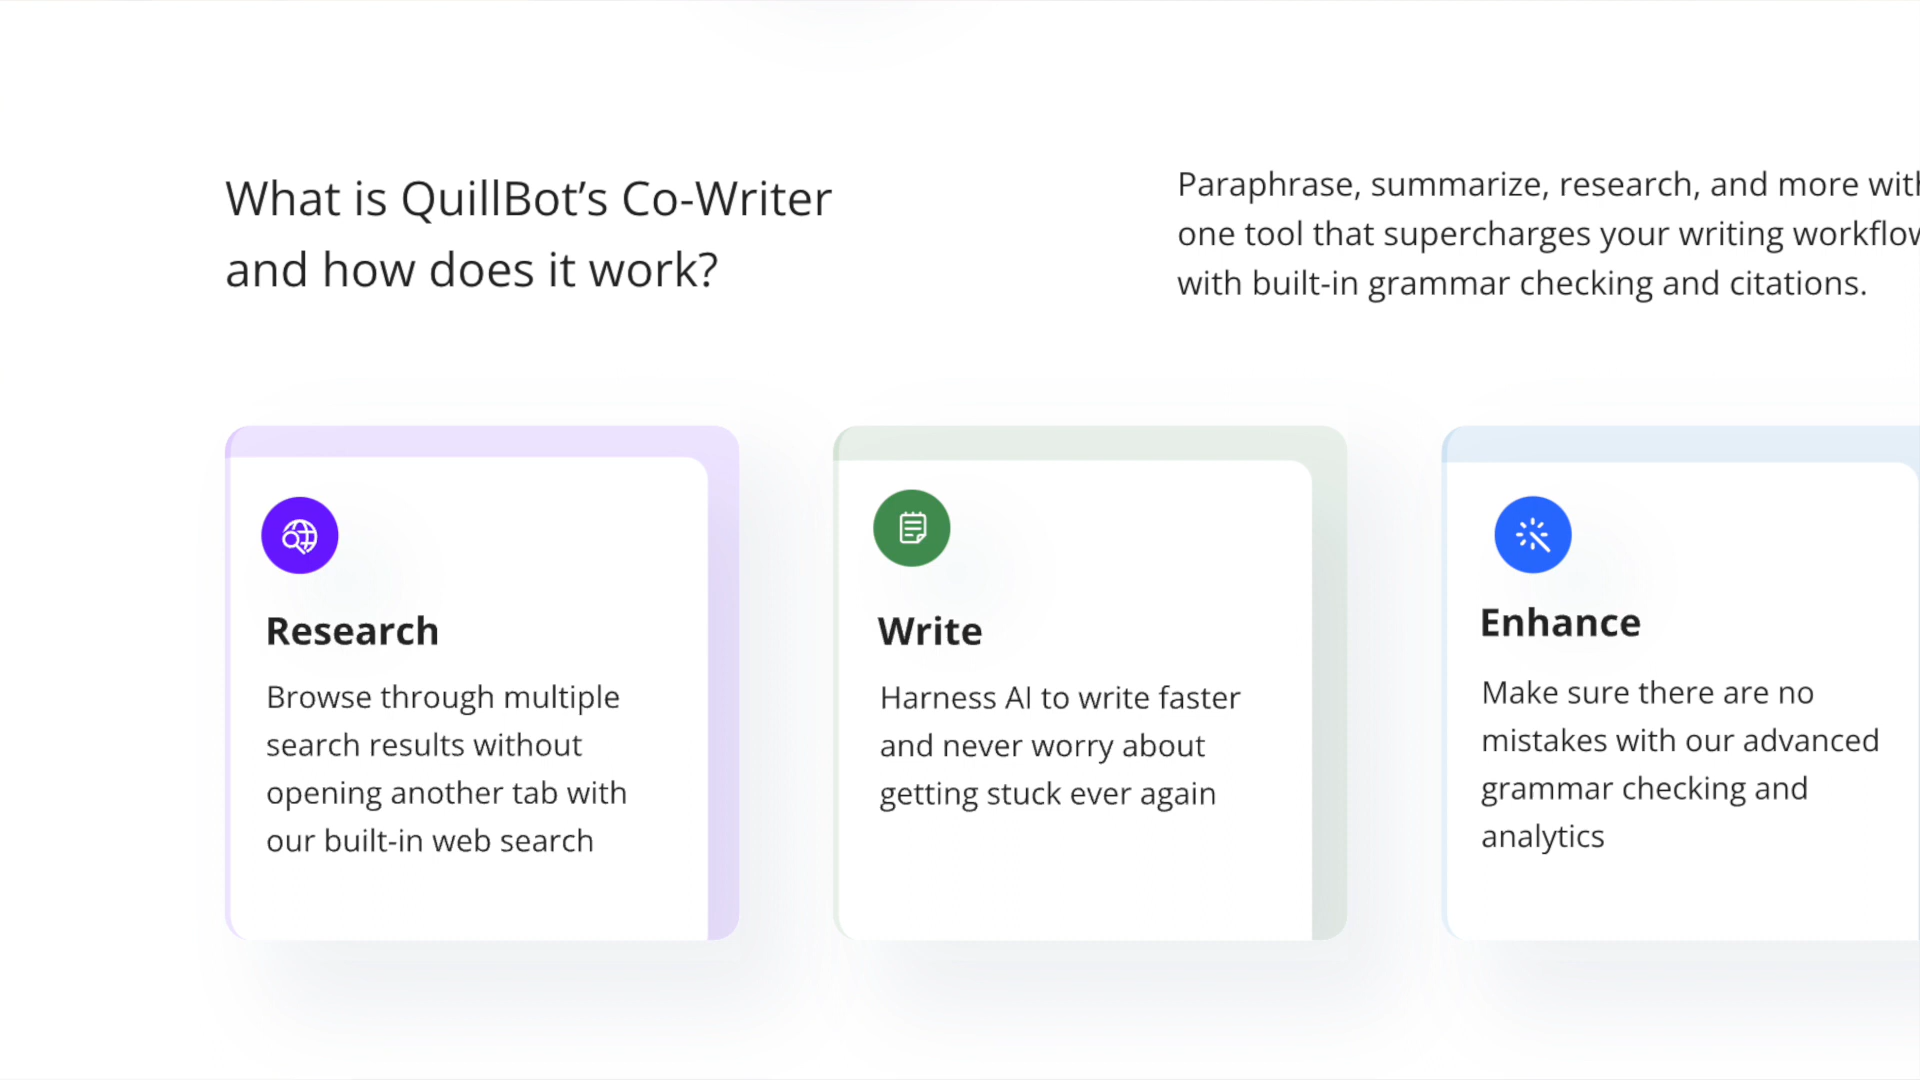 What is QuillBot’s Co-Writer
and how does it work?
Paraphrase, summarize, research, and more with
one tool that supercharges your writing workflow
with built-in grammar checking and citations.
Research
Browse through multiple
search results without
opening another tab with
our built-in web search
Write
Harness AI to write faster
and never worry about
getting stuck ever again
Enhance
Make sure there are no
mistakes with our advanced
grammar checking and
analytics